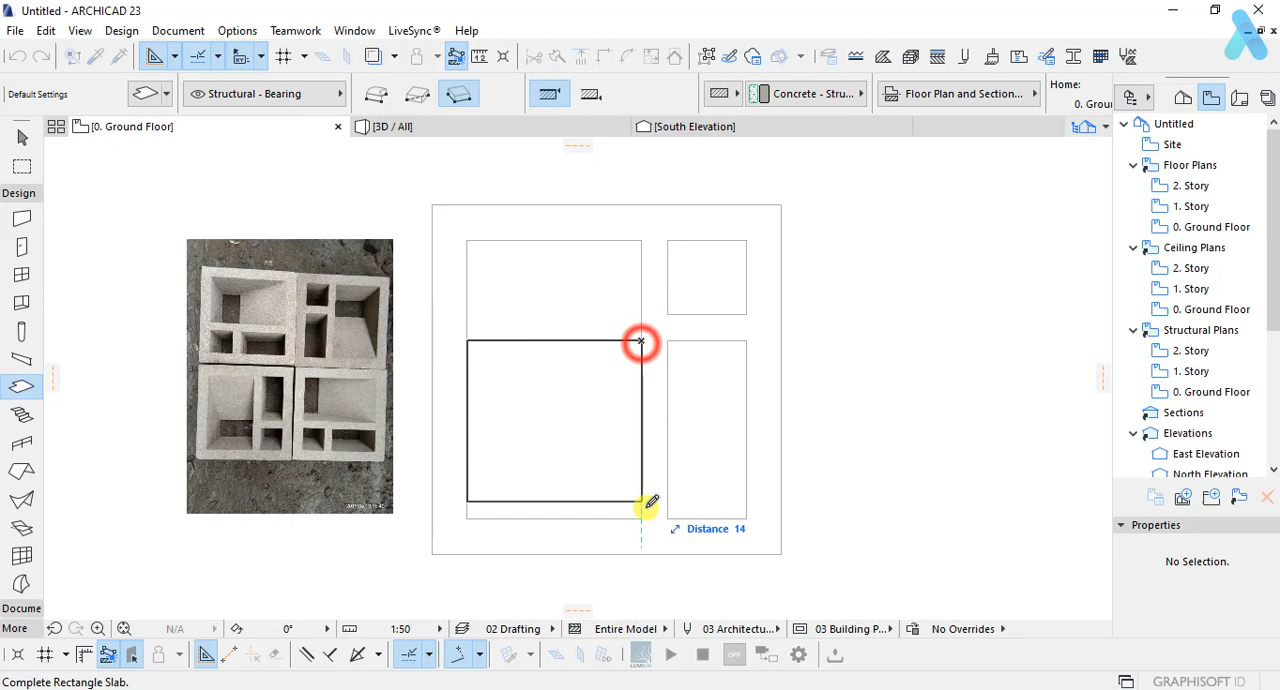 Untitled - ARCHICAD 23
File Edit View Design Document Options Teamwork Window LiveSync® Help
Default Settings
Structural - Bearing
Concrete - Stru...
Floor Plan and Section...
Home:
0. Grour
[0. Ground Floor]
[3D / All]
[South Elevation]
Design
Untitled
Site
Floor Plans
2. Story
1. Story
0. Ground Floor
Ceiling Plans
2. Story
1. Story
0. Ground Floor
Structural Plans
2. Story
1. Story
0. Ground Floor
Sections
Elevations
East Elevation
North Elevation
Distance 14
Properties
No Selection.
Docume
More
N/A
0°
1:50
02 Drafting
Entire Model
03 Architectu...
03 Building P...
No Overrides
OFF
Complete Rectangle Slab.
GRAPHISOFT ID